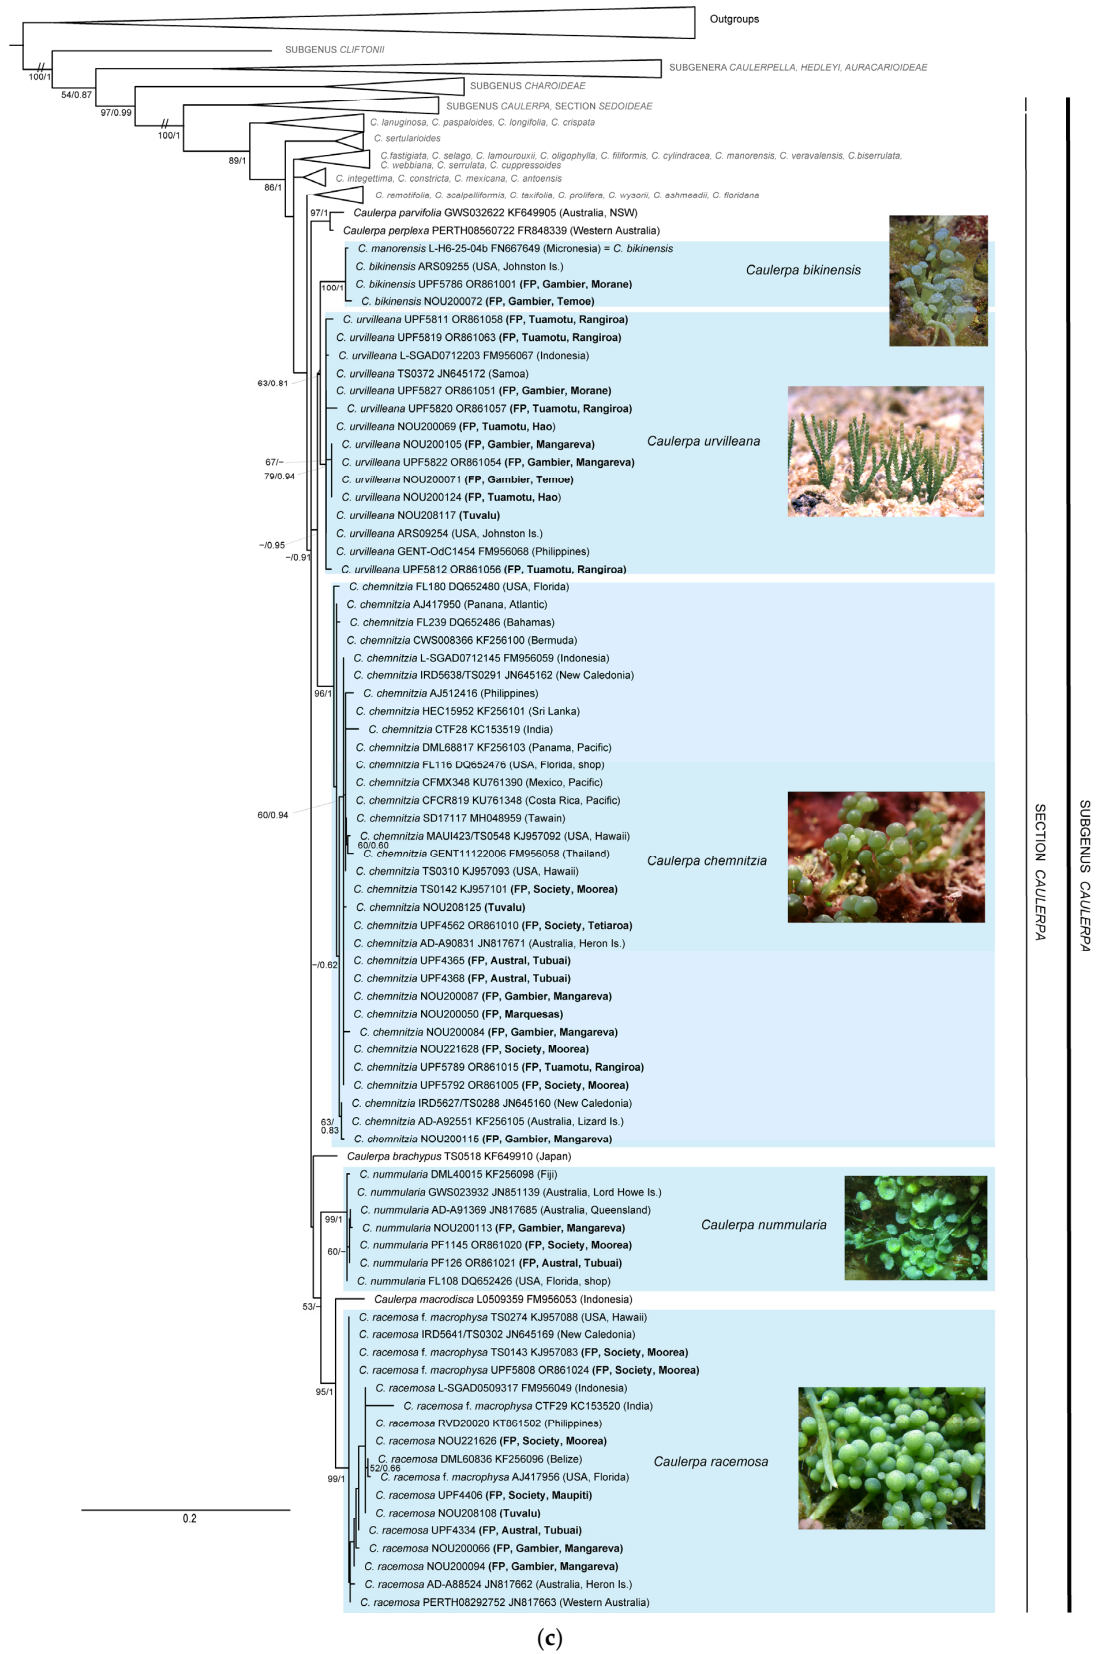 Outgroups
SUBGENUS CLIFTONII
100/1
SUBGENERA CAULERPELLA, HEDLEYI, AURACARIOIDEAE
54/0.87
SUBGENUS CHAROIDEAE
97/0.99
SUBGENUS CAULERPA, SECTION SEDOIDEAE
100/1
C. lanuginosa, C. paspaloides, C. longifolia, C. crispata
C. sertularioides
89/1
C.fastigiata, C. selago, C. lamourouxii, C. oligophylla, C. filiformis, C. cylindracea, C. manorensis, C. veravalensis, C.biserrulata,
C. webbiana, C. serrulata, C. cuppressoides
C. integettima, C. constricta, C. mexicana, C. antoensis
86/1
C. remotifolia, C. scalpelliformis, C. taxifolia, C. prolifera, C. wysorii, C. ashmeadii, C. floridana
97/1
Caulerpa parvifolia GWS032622 KF649905 (Australia, NSW)
Caulerpa perplexa PERTH08560722 FR848339 (Western Australia)
C. manorensis L-H6-25-04b FN667649 (Micronesia) = C. bikinensis
C. bikinensis ARS09255 (USA, Johnston Is.)
Caulerpa bikinensis
100/1
C. bikinensis UPF5786 OR861001 (FP, Gambier, Morane)
C. bikinensis NOU200072 (FP, Gambier, Temoe)
C. urvilleana UPF5811 OR861058 (FP, Tuamotu, Rangiroa)
C. urvilleana UPF5819 OR861063 (FP, Tuamotu, Rangiroa)
C. urvilleana L-SGAD0712203 FM956067 (Indonesia)
C. urvilleana TS0372 JN645172 (Samoa)
63/0.81
C. urvilleana UPF5827 OR861051 (FP, Gambier, Morane)
C. urvilleana UPF5820 OR861057 (FP, Tuamotu, Rangiroa)
C. urvilleana NOU200069 (FP, Tuamotu, Hao)
C. urvilleana NOU200105 (FP, Gambier, Mangareva)
Caulerpa urvilleana
67/–
C. urvilleana UPF5822 OR861054 (FP, Gambier, Mangareva)
79/0.94
C. urvilleana NOU200071 (FP, Gambier, Temoe)
C. urvilleana NOU200124 (FP, Tuamotu, Hao)
C. urvilleana NOU208117 (Tuvalu)
C. urvilleana ARS09254 (USA, Johnston Is.)
–/0.95
C. urvilleana GENT-OdC1454 FM956068 (Philippines)
–/0.91
C. urvilleana UPF5812 OR861056 (FP, Tuamotu, Rangiroa)
C. chemnitzia FL180 DQ652480 (USA, Florida)
C. chemnitzia AJ417950 (Panana, Atlantic)
C. chemnitzia FL239 DQ652486 (Bahamas)
C. chemnitzia CWS008366 KF256100 (Bermuda)
C. chemnitzia L-SGAD0712145 FM956059 (Indonesia)
C. chemnitzia IRD5638/TS0291 JN645162 (New Caledonia)
96/1
C. chemnitzia AJ512416 (Philippines)
C. chemnitzia HEC15952 KF256101 (Sri Lanka)
C. chemnitzia CTF28 KC153519 (India)
C. chemnitzia DML68817 KF256103 (Panama, Pacific)
C. chemnitzia FL116 DQ652476 (USA, Florida, shop)
C. chemnitzia CFMX348 KU761390 (Mexico, Pacific)
C. chemnitzia CFCR819 KU761348 (Costa Rica, Pacific)
60/0.94
C. chemnitzia SD17117 MH048959 (Tawain)
C. chemnitzia MAUI423/TS0548 KJ957092 (USA, Hawaii)
60/0.60
C. chemnitzia GENT11122006 FM956058 (Thailand)
Caulerpa chemnitzia
C. chemnitzia TS0310 KJ957093 (USA, Hawaii)
C. chemnitzia TS0142 KJ957101 (FP, Society, Moorea)
C. chemnitzia NOU208125 (Tuvalu)
C. chemnitzia UPF4562 OR861010 (FP, Society, Tetiaroa)
C. chemnitzia AD-A90831 JN817671 (Australia, Heron Is.)
–/0.62
C. chemnitzia UPF4365 (FP, Austral, Tubuai)
C. chemnitzia UPF4368 (FP, Austral, Tubuai)
C. chemnitzia NOU200087 (FP, Gambier, Mangareva)
C. chemnitzia NOU200050 (FP, Marquesas)
C. chemnitzia NOU200084 (FP, Gambier, Mangareva)
C. chemnitzia NOU221628 (FP, Society, Moorea)
C. chemnitzia UPF5789 OR861015 (FP, Tuamotu, Rangiroa)
C. chemnitzia UPF5792 OR861005 (FP, Society, Moorea)
C. chemnitzia IRD5627/TS0288 JN645160 (New Caledonia)
63/
0.83
C. chemnitzia AD-A92551 KF256105 (Australia, Lizard Is.)
C. chemnitzia NOU200115 (FP, Gambier, Mangareva)
Caulerpa brachypus TS0518 KF649910 (Japan)
C. nummularia DML40015 KF256098 (Fiji)
C. nummularia GWS023932 JN851139 (Australia, Lord Howe Is.)
99/1
C. nummularia AD-A91369 JN817685 (Australia, Queensland)
C. nummularia NOU200113 (FP, Gambier, Mangareva)
Caulerpa nummularia
60/–
C. nummularia PF1145 OR861020 (FP, Society, Moorea)
C. nummularia PF126 OR861021 (FP, Austral, Tubuai)
C. nummularia FL108 DQ652426 (USA, Florida, shop)
53/–
Caulerpa macrodisca L0509359 FM956053 (Indonesia)
C. racemosa f. macrophysa TS0274 KJ957088 (USA, Hawaii)
C. racemosa IRD5641/TS0302 JN645169 (New Caledonia)
C. racemosa f. macrophysa TS0143 KJ957083 (FP, Society, Moorea)
C. racemosa f. macrophysa UPF5808 OR861024 (FP, Society, Moorea)
95/1
C. racemosa L-SGAD0509317 FM956049 (Indonesia)
C. racemosa f. macrophysa CTF29 KC153520 (India)
C. racemosa RVD20020 KT861502 (Philippines)
C. racemosa NOU221626 (FP, Society, Moorea)
C. racemosa DML60836 KF256096 (Belize)
Caulerpa racemosa
52/0.66
99/1
C. racemosa f. macrophysa AJ417956 (USA, Florida)
C. racemosa UPF4406 (FP, Society, Maupiti)
C. racemosa NOU208108 (Tuvalu)
C. racemosa UPF4334 (FP, Austral, Tubuai)
C. racemosa NOU200066 (FP, Gambier, Mangareva)
C. racemosa NOU200094 (FP, Gambier, Mangareva)
C. racemosa AD-A88524 JN817662 (Australia, Heron Is.)
C. racemosa PERTH08292752 JN817663 (Western Australia)
0.2
SECTION CAULERPA
SUBGENUS CAULERPA
(c)